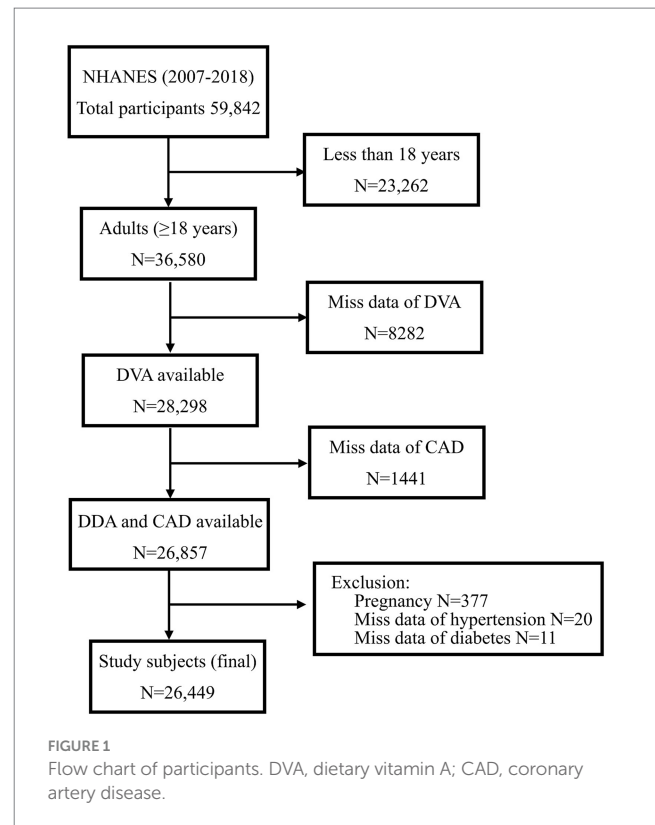 NHANES (2007-2018)
Total participants 59,842
Less than 18 years
N=23,262
Adults (≥18 years)
N=36,580
Miss data of DVA
N=8282
DVA available
N=28,298
Miss data of CAD
N=1441
DDA and CAD available
N=26,857
Exclusion:
Pregnancy N=377
Miss data of hypertension N=20
Miss data of diabetes N=11
Study subjects (final)
N=26,449
FIGURE 1
Flow chart of participants. DVA, dietary vitamin A; CAD, coronary
artery disease.